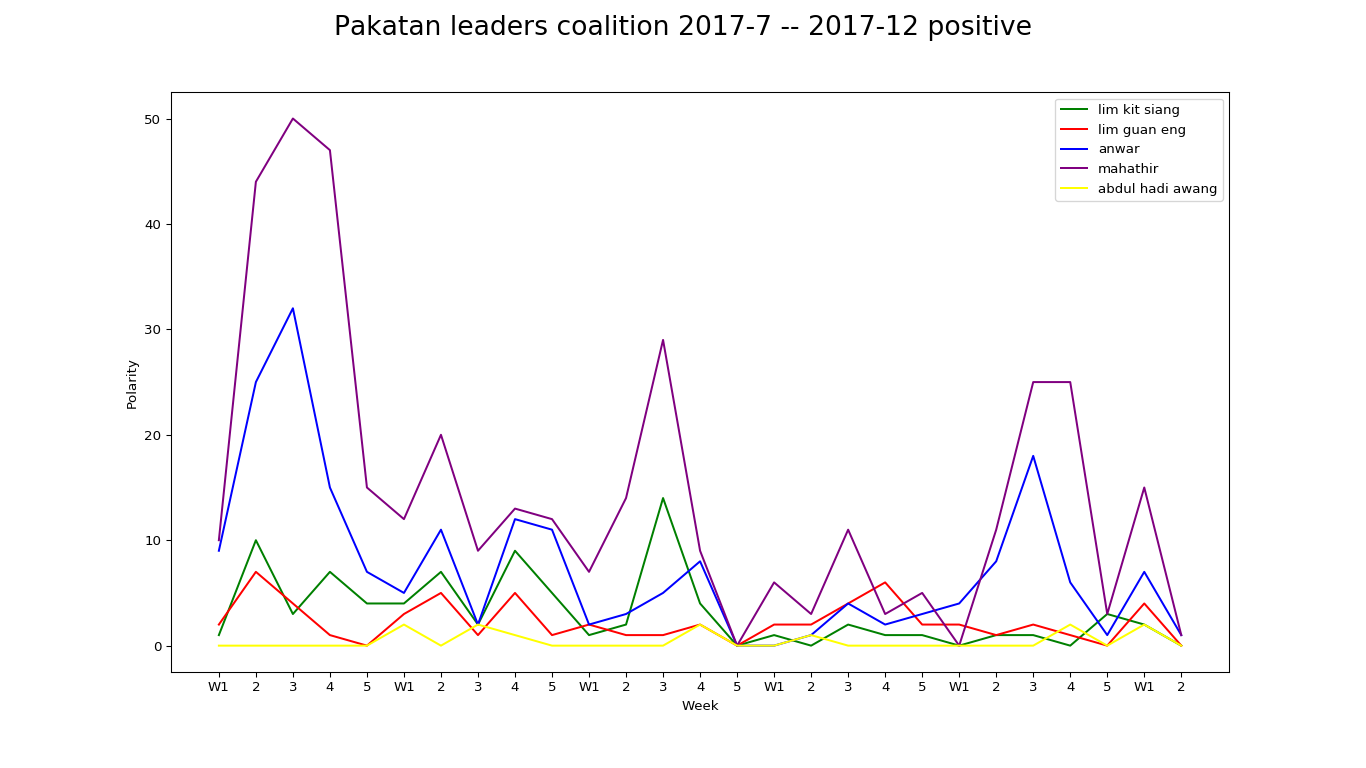 Pakatan leaders coalition 2017-7 -- 2017-12 positive
lim kit siang
lim guan eng
anwar
mahathir
abdul hadi awang
50
40
30
20
10
0
Polarity
W1 2 3 4 5 W1 2 3 4 5 W1 2 3 4 5 W1 2 3 4 5 W1 2 3 4 5 W1 2
Week